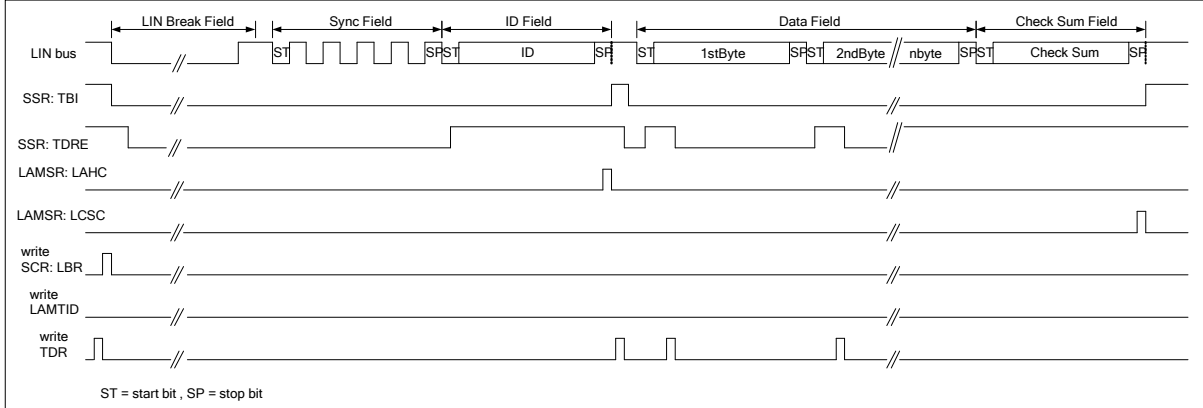 LIN Break Field Sync Field ID Field Data Field Check Sum Field
LIN bus ST SP ST ID SP ST 1stByte SP ST 2ndByte nbyte SP ST Check Sum SP
SSR: TBI
SSR: TDRE
LAMSR: LAHC
LAMSR: LCSC
write
SCR: LBR
write
LAMTID
write
TDR
ST = start bit , SP = stop bit